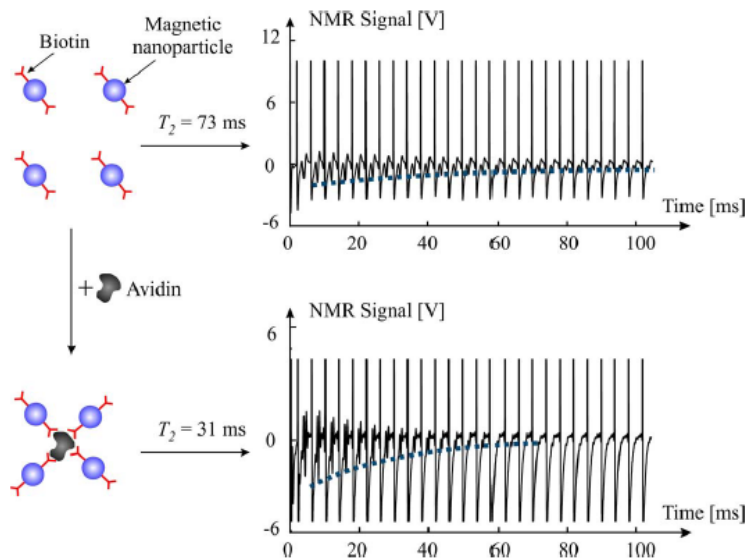 Biotin
Magnetic
nanoparticle
T₂ = 73 ms
NMR Signal [V]
12
6
0
-6
0 20 40 60 80 100
Time [ms]
+ Avidin
T₂ = 31 ms
NMR Signal [V]
6
0
-6
0 20 40 60 80 100
Time [ms]